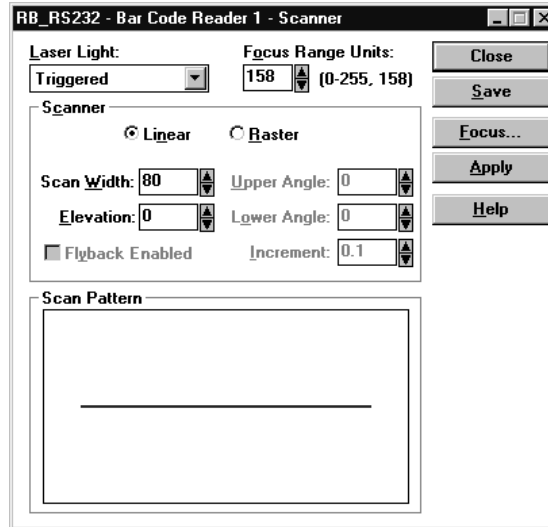 RB_RS232 - Bar Code Reader 1 - Scanner
Laser Light:
Focus Range Units:
Triggered
158 (0-255, 158)
Close
Save
Focus...
Apply
Help
Scanner
Linear Raster
Scan Width: 80 Upper Angle: 0
Elevation: 0 Lower Angle: 0
Flyback Enabled Increment: 0.1
Scan Pattern